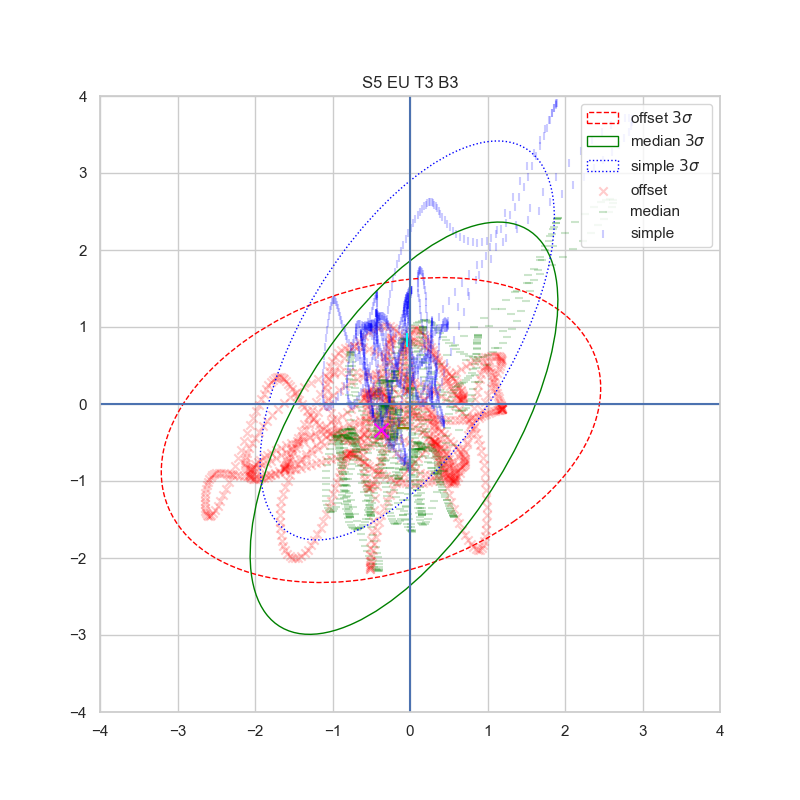 S5 EU T3 B3
offset 3σ
median 3σ
simple 3σ
offset
median
simple
4
3
2
1
0
−1
−2
−3
−4
−4 −3 −2 −1 0 1 2 3 4